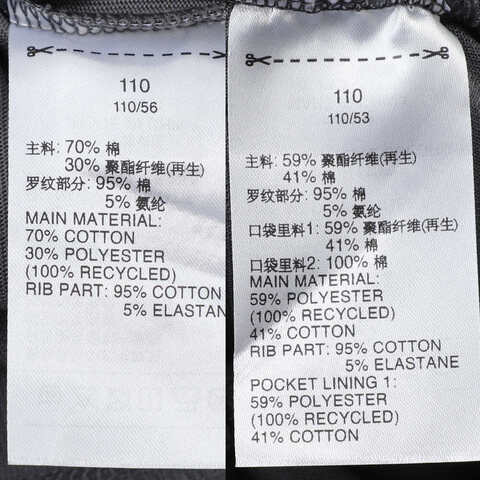 110
110/56
主料: 70% 棉
30% 聚酯纤维(再生)
罗纹部分: 95% 棉
5% 氨纶
MAIN MATERIAL:
70% COTTON
30% POLYESTER
(100% RECYCLED)
RIB PART: 95% COTTON
5% ELASTANE
110
110/53
主料: 59% 聚酯纤维(再生)
41% 棉
罗纹部分: 95% 棉
5% 氨纶
口袋里料1: 59% 聚酯纤维(再生)
41% 棉
口袋里料2: 100% 棉
MAIN MATERIAL:
59% POLYESTER
(100% RECYCLED)
41% COTTON
RIB PART: 95% COTTON
5% ELASTANE
POCKET LINING 1:
59% POLYESTER
(100% RECYCLED)
41% COTTON